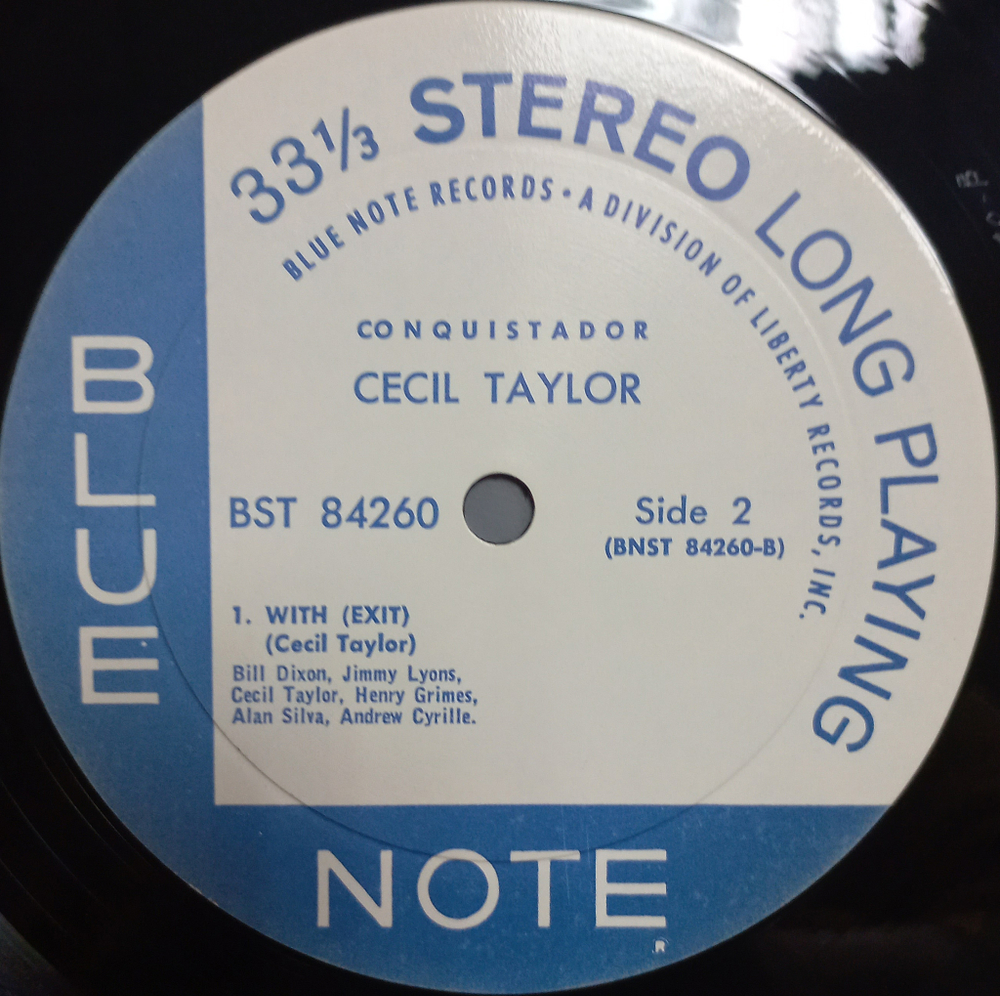 33⅓ STEREO LONG PLAYING
BLUE NOTE RECORDS • A DIVISION OF LIBERTY RECORDS, INC.
CONQUISTADOR
CECIL TAYLOR
BST 84260
Side 2
(BNST 84260-B)
1. WITH (EXIT)
(Cecil Taylor)
Bill Dixon, Jimmy Lyons,
Cecil Taylor, Henry Grimes,
Alan Silva, Andrew Cyrille.
BLUE
NOTE
R